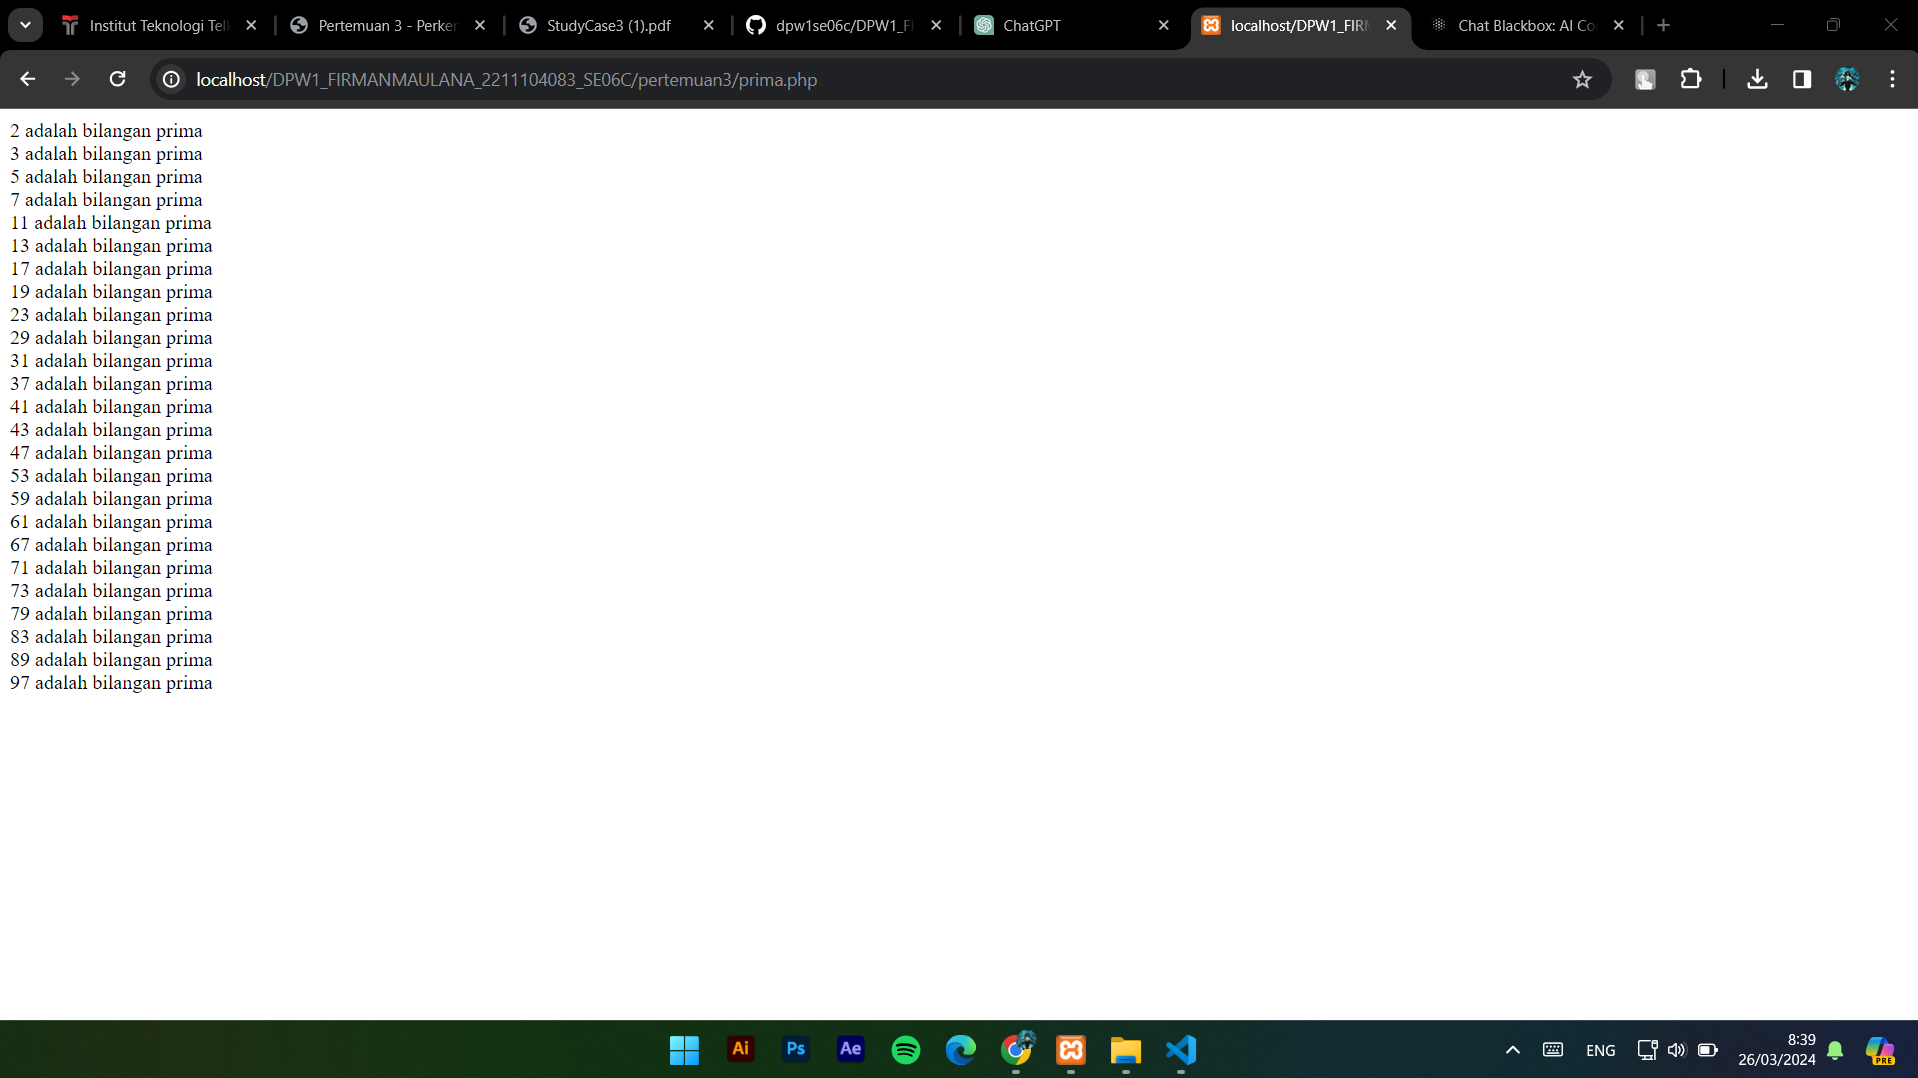 Institut Teknologi Tel
Pertemuan 3 - Perker
StudyCase3 (1).pdf
dpw1se06c/DPW1_FI
ChatGPT
localhost/DPW1_FIRM
Chat Blackbox: AI Co
localhost/DPW1_FIRMANMAULANA_2211104083_SE06C/pertemuan3/prima.php
2 adalah bilangan prima
3 adalah bilangan prima
5 adalah bilangan prima
7 adalah bilangan prima
11 adalah bilangan prima
13 adalah bilangan prima
17 adalah bilangan prima
19 adalah bilangan prima
23 adalah bilangan prima
29 adalah bilangan prima
31 adalah bilangan prima
37 adalah bilangan prima
41 adalah bilangan prima
43 adalah bilangan prima
47 adalah bilangan prima
53 adalah bilangan prima
59 adalah bilangan prima
61 adalah bilangan prima
67 adalah bilangan prima
71 adalah bilangan prima
73 adalah bilangan prima
79 adalah bilangan prima
83 adalah bilangan prima
89 adalah bilangan prima
97 adalah bilangan prima
Ai
Ps
Ae
ENG
8:39
26/03/2024
PRE